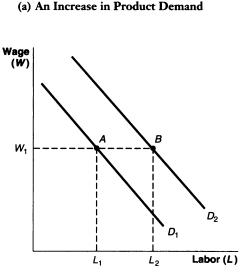 (a) An Increase in Product Demand
Wage
(W)
A
B
W₁
D₂
D₁
L₁
L₂
Labor (L)